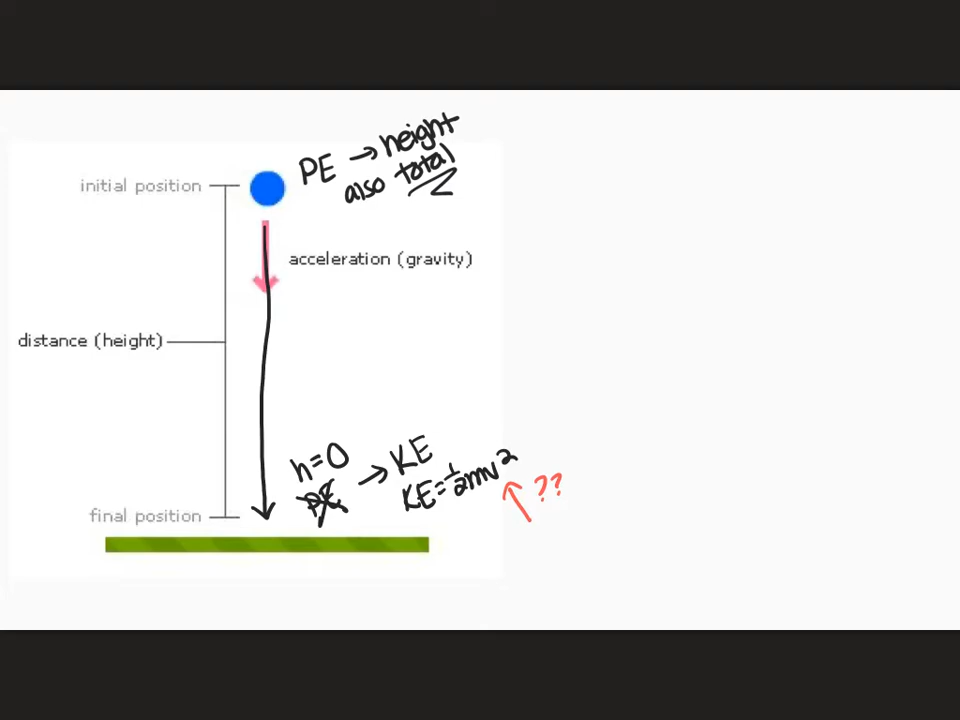 PE → height
also total
initial position
acceleration (gravity)
distance (height)
h=0 → KE
PE KE=½mv²
??
final position